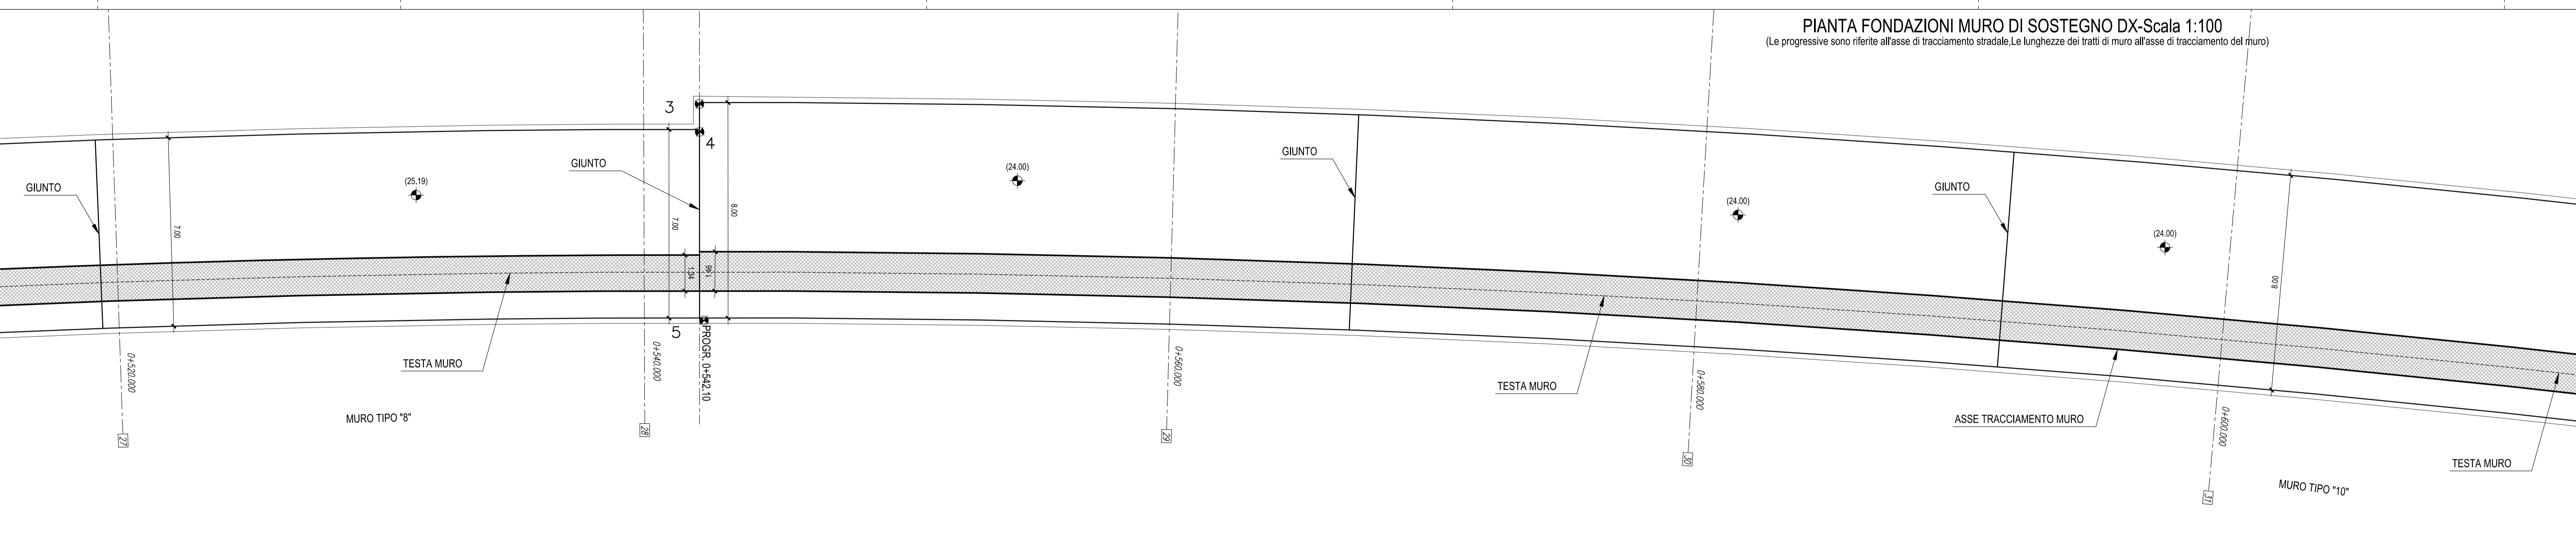 PIANTA FONDAZIONI MURO DI SOSTEGNO DX-Scala 1:100
(Le progressive sono riferite all'asse di tracciamento stradale,Le lunghezze dei tratti di muro all'asse di tracciamento del muro)
3
4
5
GIUNTO
GIUNTO
GIUNTO
GIUNTO
(25,19)
(24.00)
(24.00)
(24.00)
7.00
7.00
8.00
8.00
1.34
1.66
PROGR. 0+542.10
0+520.000
0+540.000
0+560.000
0+580.000
0+600.000
TESTA MURO
TESTA MURO
TESTA MURO
ASSE TRACCIAMENTO MURO
MURO TIPO "8"
MURO TIPO "10"
27
28
29
30
31